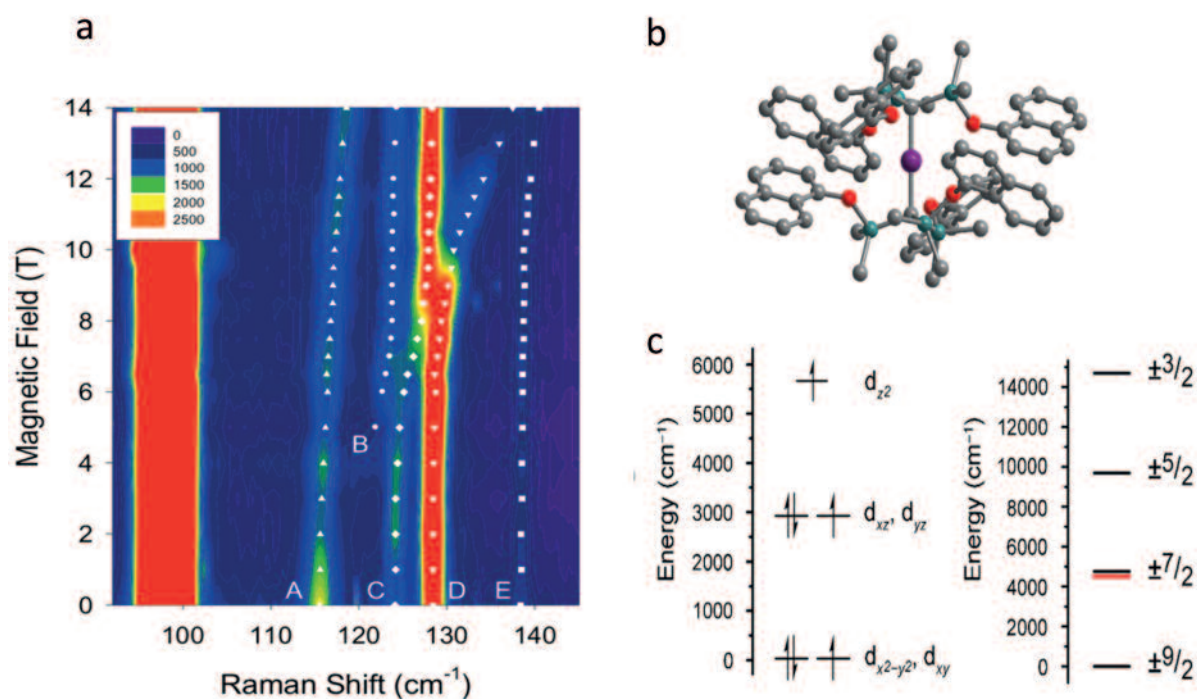 a
14
12
10
8
6
4
2
0
Magnetic Field (T)
0
500
1000
1500
2000
2500
A
B
C
D
E
100
110
120
130
140
Raman Shift (cm⁻¹)
b
c
6000
5000
4000
3000
2000
1000
0
Energy (cm⁻¹)
d_z2
d_xz, d_yz
d_x2−y2, d_xy
14000
12000
10000
8000
6000
4000
2000
0
Energy (cm⁻¹)
±3/2
±5/2
±7/2
±9/2